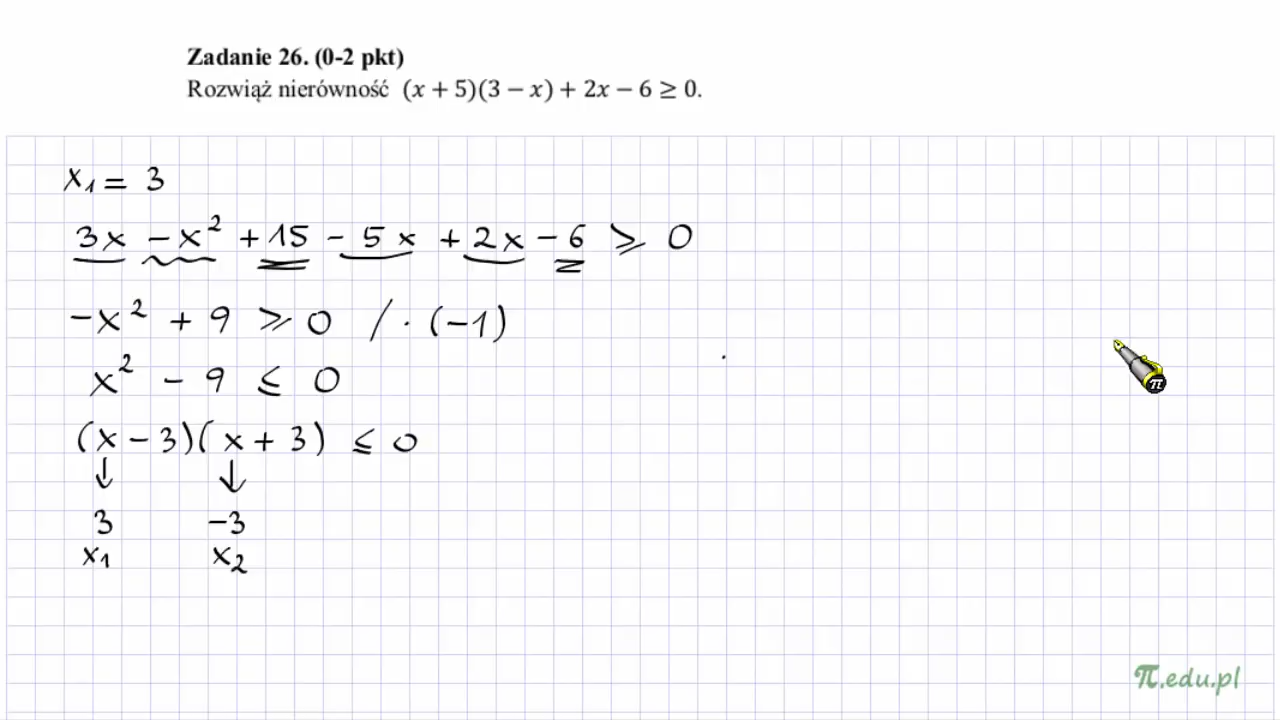 Zadanie 26. (0-2 pkt)
Rozwiąż nierówność (x + 5)(3 − x) + 2x − 6 ≥ 0.
x₁ = 3
3x − x² + 15 − 5x + 2x − 6 ⩾ 0
−x² + 9 ⩾ 0 / · (−1)
x² − 9 ⩽ 0
(x − 3)(x + 3) ⩽ 0
↓ ↓
3 −3
x₁ x₂
π
π.edu.pl